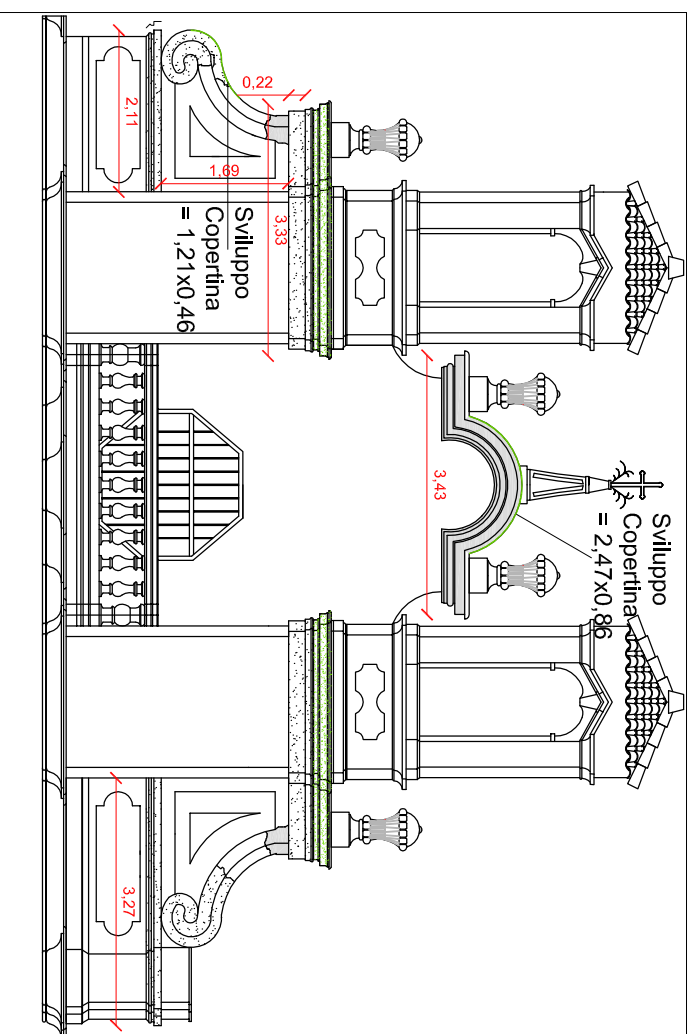 Sviluppo
Copertina
= 2,47x0,86
3,43
0,22
3,33
1,69
2,11
Sviluppo
Copertina
= 1,21x0,46
3,27